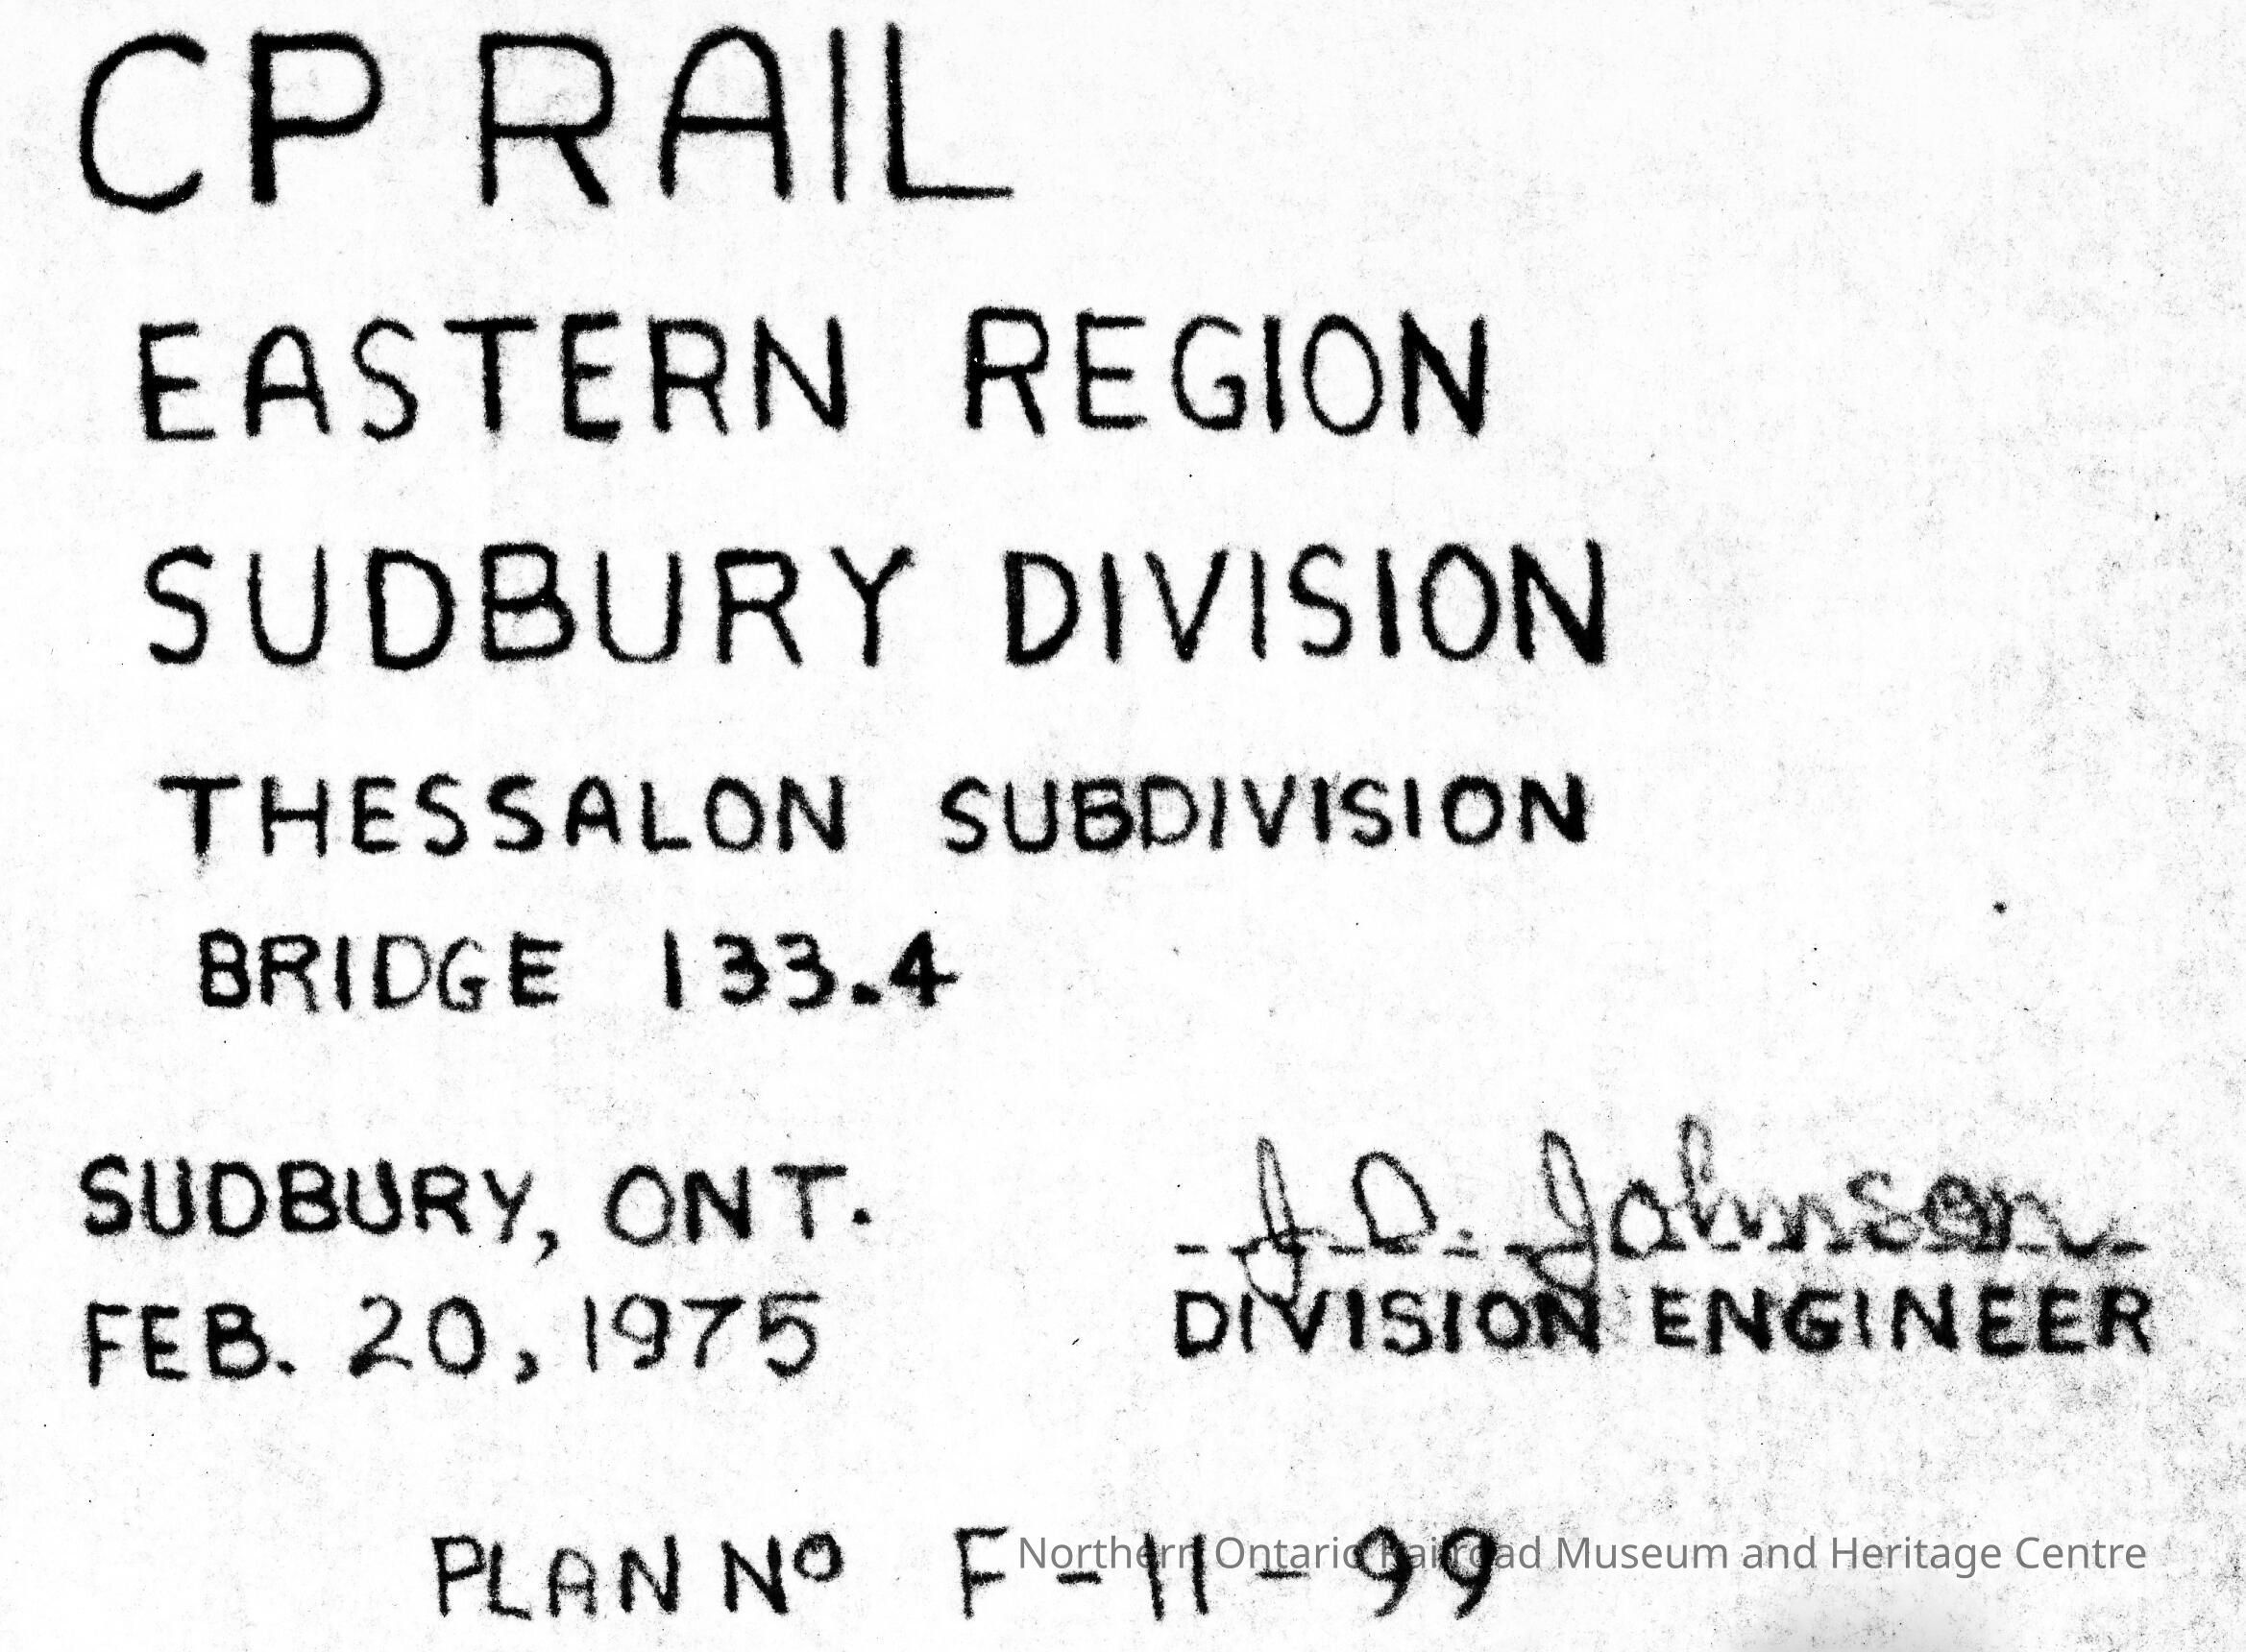 CP RAIL
EASTERN REGION
SUDBURY DIVISION
THESSALON SUBDIVISION
BRIDGE 133.4
SUDBURY, ONT.
J. D. Johnson
FEB. 20, 1975
DIVISION ENGINEER
PLAN Nº F-11-99
Northern Ontario Railroad Museum and Heritage Centre